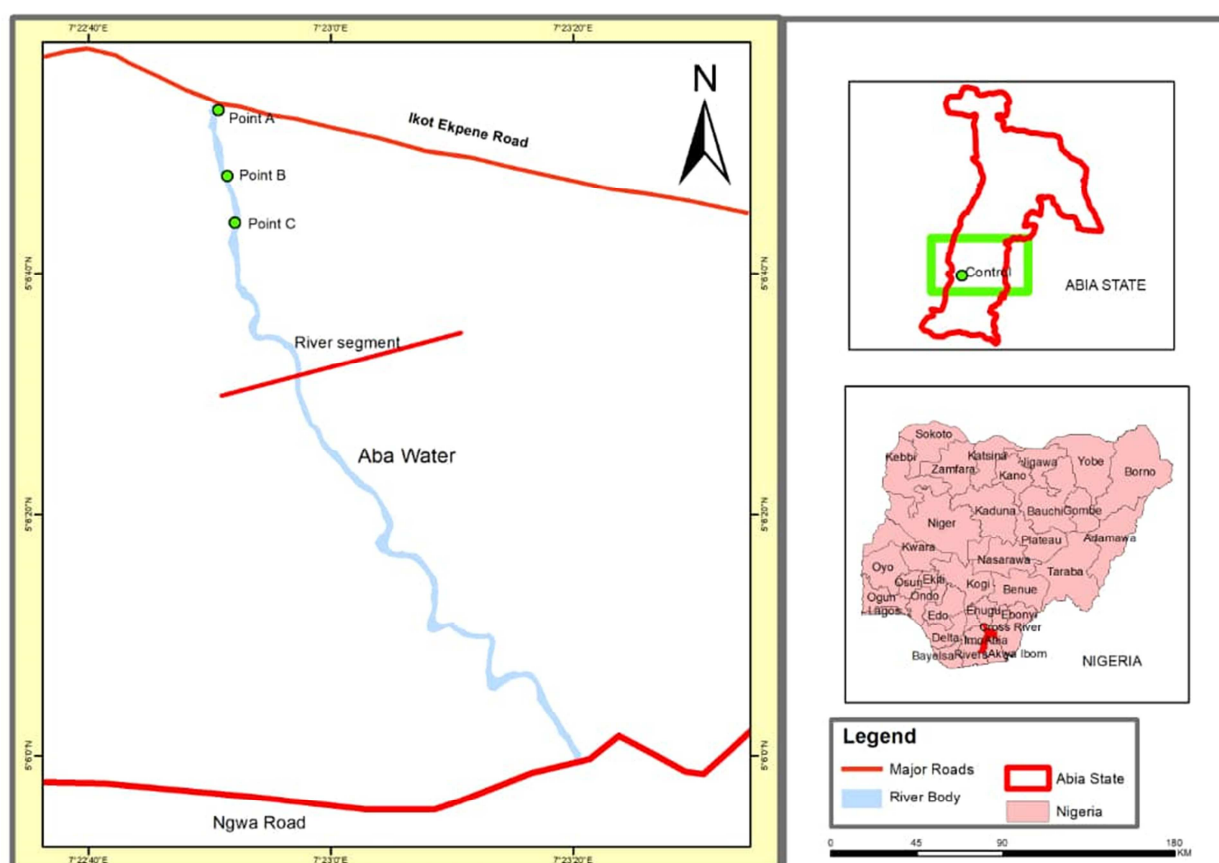 7°22'40"E
7°23'0"E
7°23'20"E
N
Point A
Ikot Ekpene Road
Point B
Point C
5°6'40"N
5°6'40"N
River segment
Aba Water
5°6'20"N
5°6'20"N
5°6'0"N
5°6'0"N
Ngwa Road
7°22'40"E
7°23'0"E
7°23'20"E
Control
ABIA STATE
Sokoto
Kebbi
Katsina
Zamfara
Kano
Jigawa
Yobe
Borno
Kaduna
Bauchi
Gombe
Niger
Plateau
Adamawa
Kwara
Nasarawa
Oyo
Taraba
Osun
Ekiti
Kogi
Benue
Ogun
Ondo
Lagos
Edo
Enugu
Ebonyi
Cross River
Delta
Imo
Abia
Bayelsa
Rivers
Akwa Ibom
NIGERIA
Legend
Major Roads
Abia State
River Body
Nigeria
0 45 90 180
KM